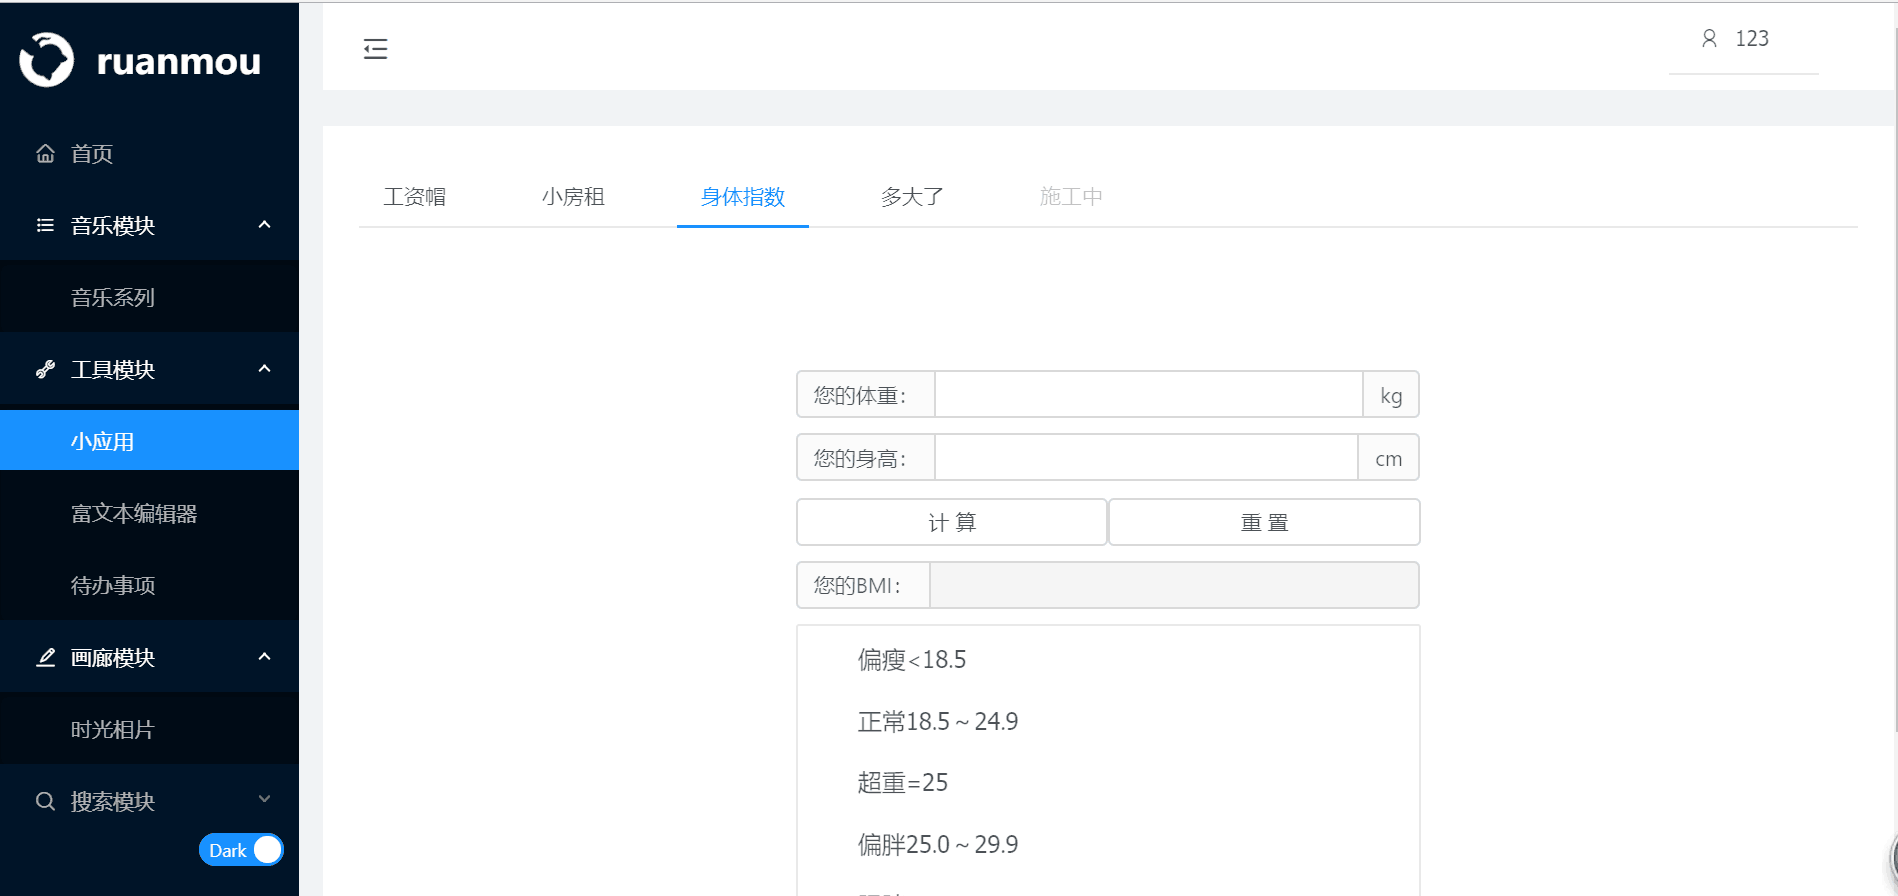 ruanmou
首页
音乐模块
音乐系列
工具模块
小应用
富文本编辑器
待办事项
画廊模块
时光相片
搜索模块
Dark
123
工资帽
小房租
身体指数
多大了
施工中
您的体重：
kg
您的身高：
cm
计 算
重 置
您的BMI：
偏瘦<18.5
正常18.5～24.9
超重=25
偏胖25.0～29.9